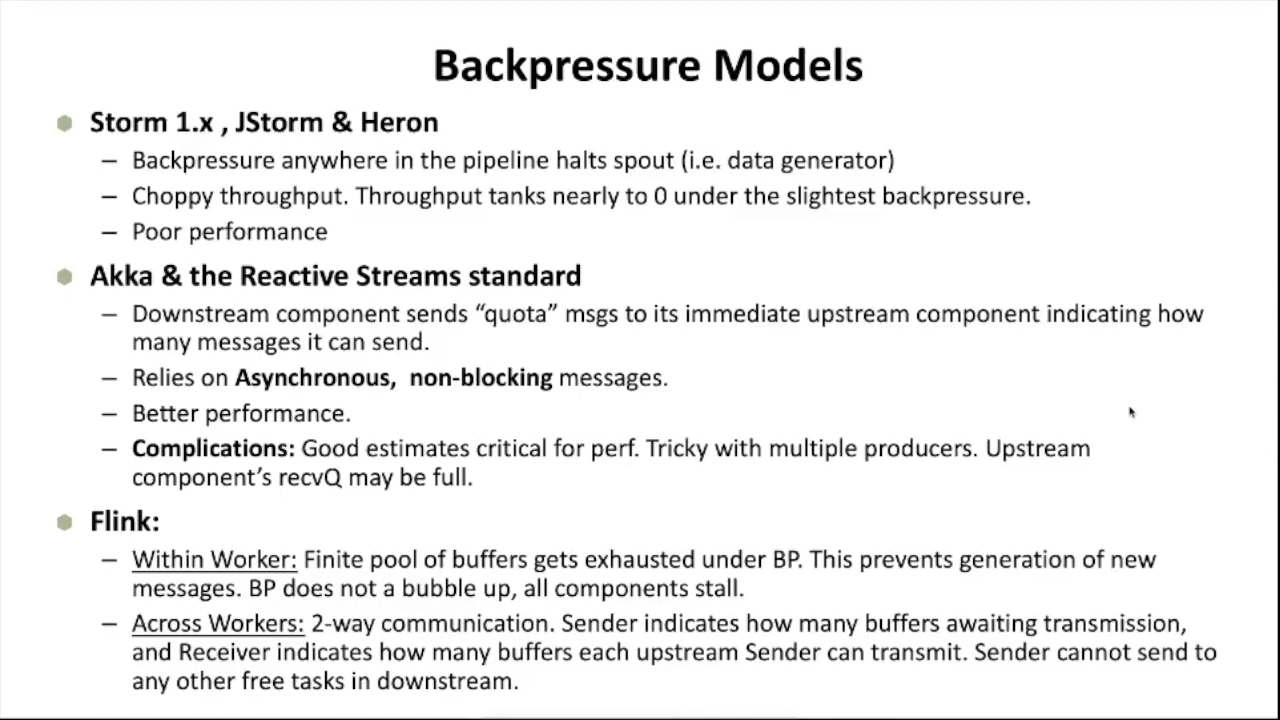 Backpressure Models
Storm 1.x , JStorm & Heron
– Backpressure anywhere in the pipeline halts spout (i.e. data generator)
– Choppy throughput. Throughput tanks nearly to 0 under the slightest backpressure.
– Poor performance
Akka & the Reactive Streams standard
– Downstream component sends “quota” msgs to its immediate upstream component indicating how
many messages it can send.
– Relies on Asynchronous,  non-blocking messages.
– Better performance.
– Complications: Good estimates critical for perf. Tricky with multiple producers. Upstream
component’s recvQ may be full.
Flink:
– Within Worker: Finite pool of buffers gets exhausted under BP. This prevents generation of new
messages. BP does not a bubble up, all components stall.
– Across Workers: 2-way communication. Sender indicates how many buffers awaiting transmission,
and Receiver indicates how many buffers each upstream Sender can transmit. Sender cannot send to
any other free tasks in downstream.